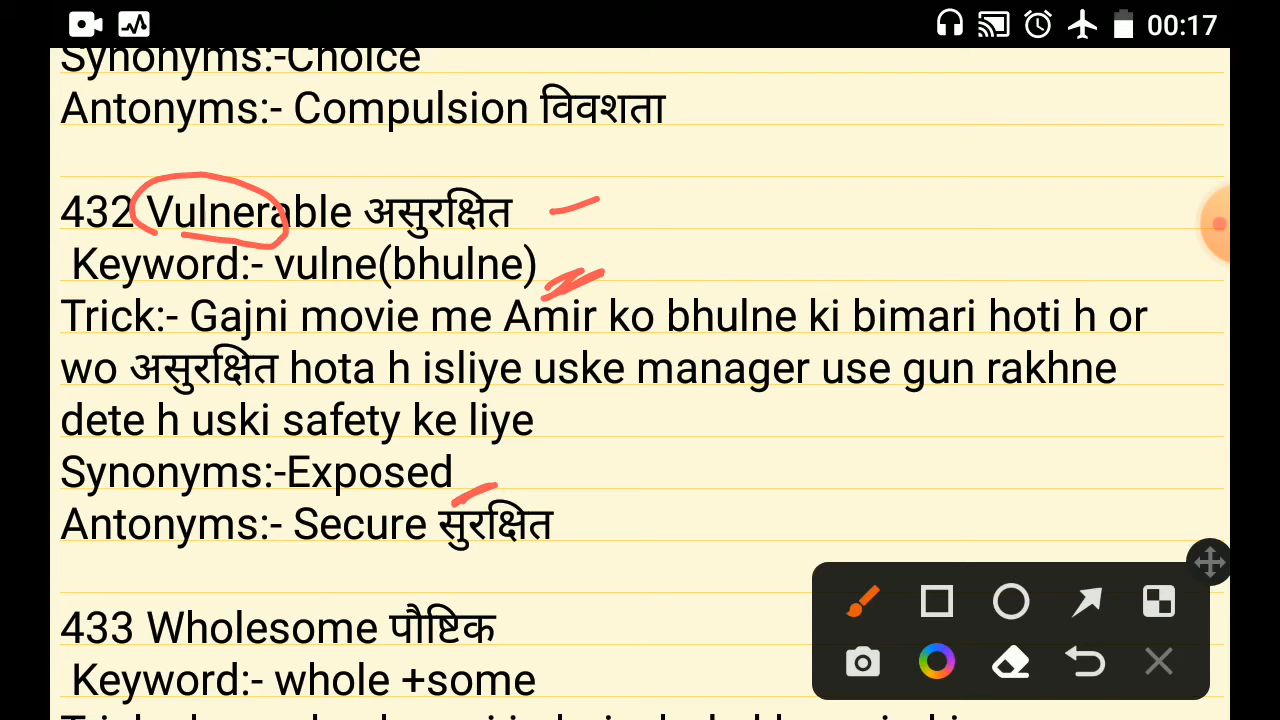 00:17
Synonyms:-Choice
Antonyms:- Compulsion विवशता
432 Vulnerable असुरक्षित
Keyword:- vulne(bhulne)
Trick:- Gajni movie me Amir ko bhulne ki bimari hoti h or
wo असुरक्षित hota h isliye uske manager use gun rakhne
dete h uski safety ke liye
Synonyms:-Exposed
Antonyms:- Secure सुरक्षित
433 Wholesome पौष्टिक
Keyword:- whole +some